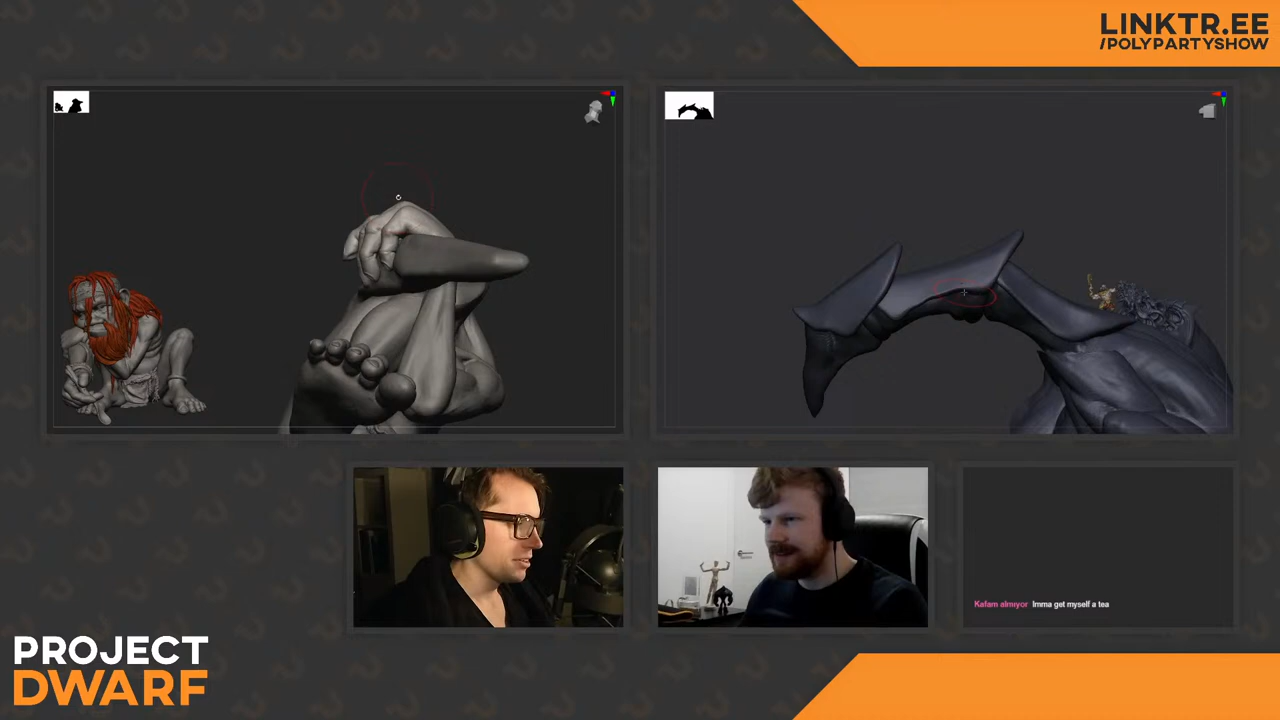 LINKTR.EE
/POLYPARTYSHOW
Kafam almıyor Imma get myself a tea
PROJECT
DWARF